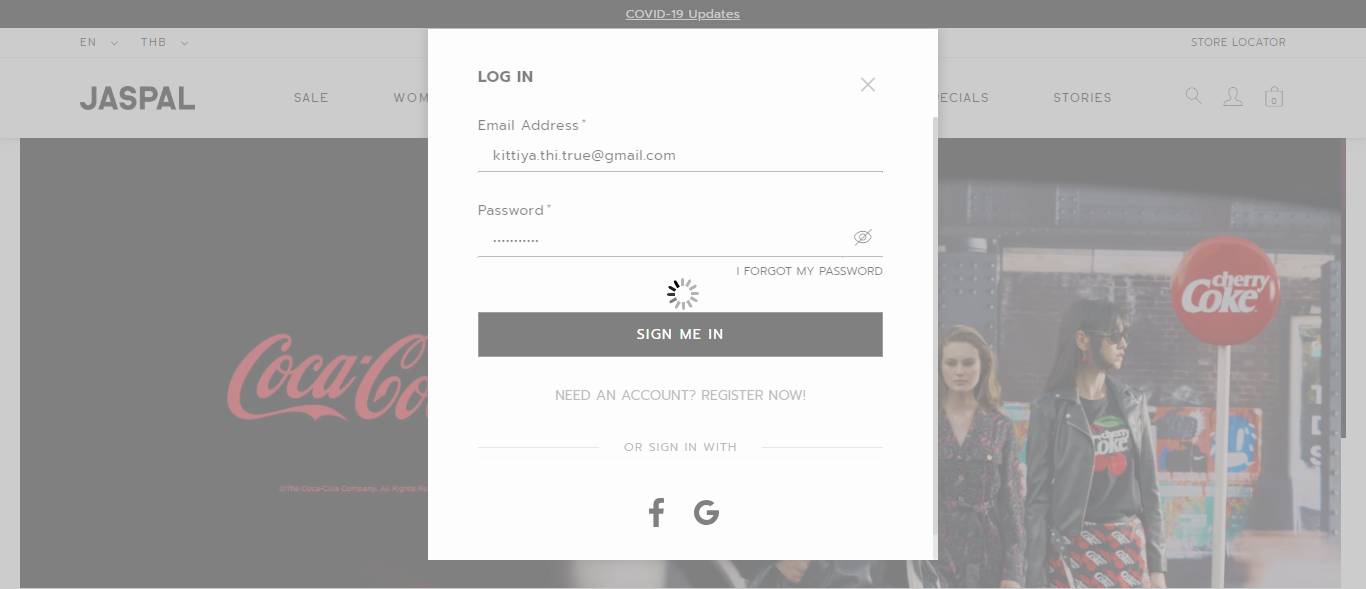 COVID-19 Updates
EN THB STORE LOCATOR
JASPAL SALE WOM ECIALS STORIES 0
LOG IN
Email Address *
kittiya.thi.true@gmail.com
Password *
...........
I FORGOT MY PASSWORD
SIGN ME IN
NEED AN ACCOUNT? REGISTER NOW!
OR SIGN IN WITH
f G
Coca-Co
©The Coca-Cola Company. All Rights
cherry
Coke
cherry
Coke